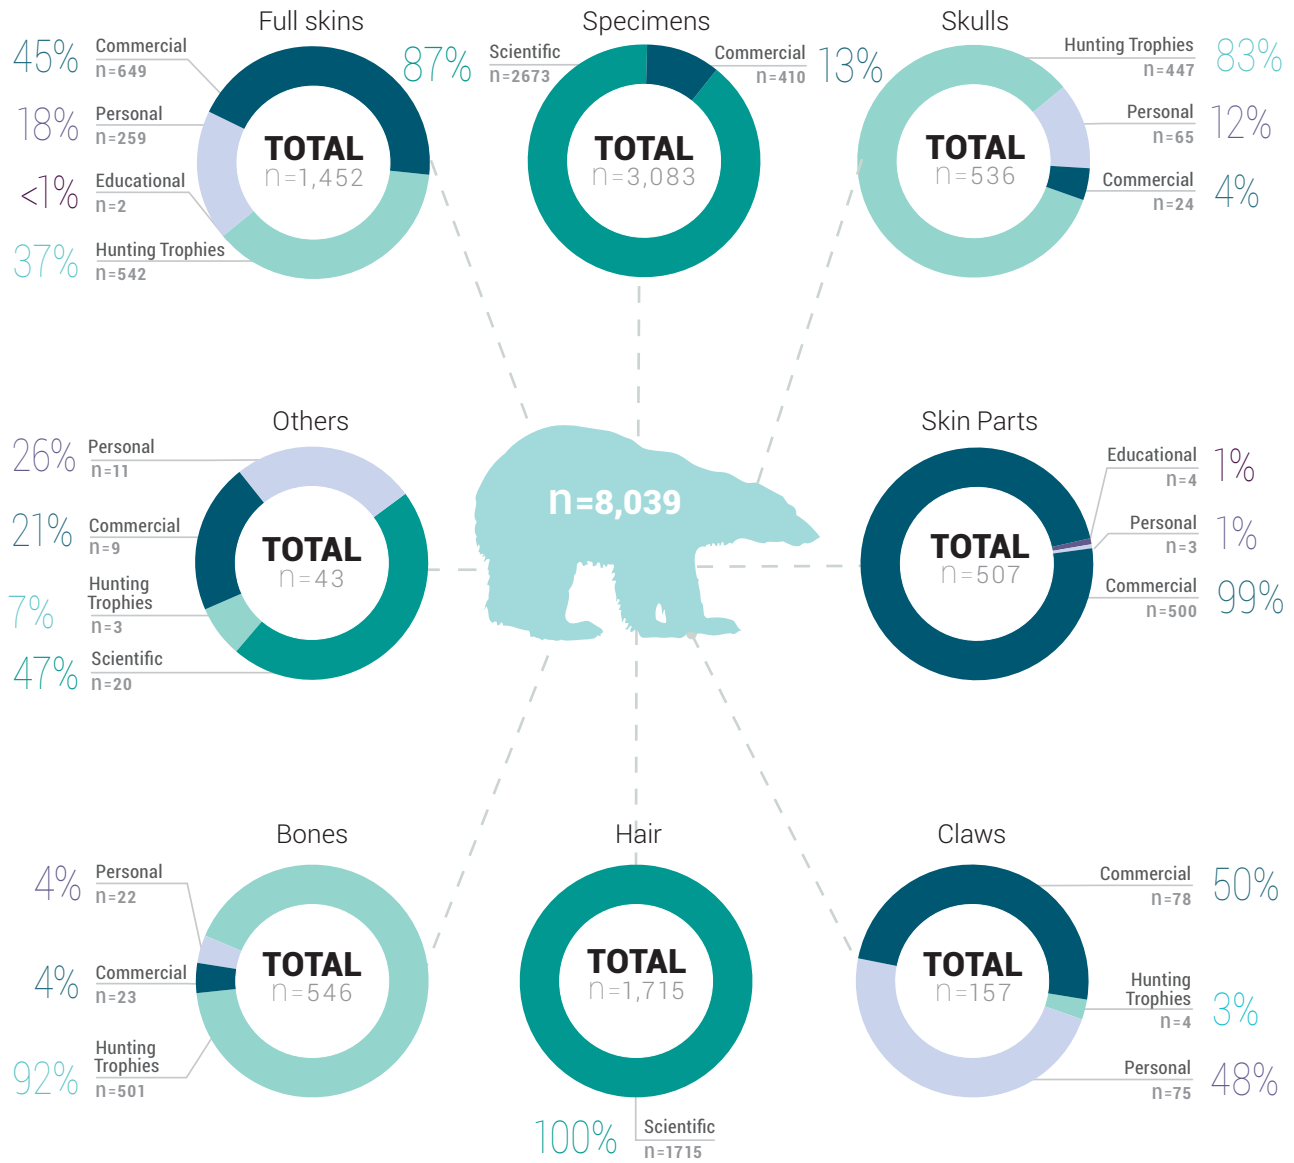 Full skins
45%
Commercial
n=649
18%
Personal
n=259
<1%
Educational
n=2
37%
Hunting Trophies
n=542
TOTAL
n=1,452
Specimens
87%
Scientific
n=2673
Commercial
n=410
13%
TOTAL
n=3,083
Skulls
Hunting Trophies
n=447
83%
Personal
n=65
12%
Commercial
n=24
4%
TOTAL
n=536
Others
26%
Personal
n=11
21%
Commercial
n=9
7%
Hunting
Trophies
n=3
47%
Scientific
n=20
TOTAL
n=43
n=8,039
Skin Parts
Educational
n=4
1%
Personal
n=3
1%
Commercial
n=500
99%
TOTAL
n=507
Bones
4%
Personal
n=22
4%
Commercial
n=23
92%
Hunting
Trophies
n=501
TOTAL
n=546
Hair
TOTAL
n=1,715
100%
Scientific
n=1715
Claws
Commercial
n=78
50%
Hunting
Trophies
n=4
3%
Personal
n=75
48%
TOTAL
n=157